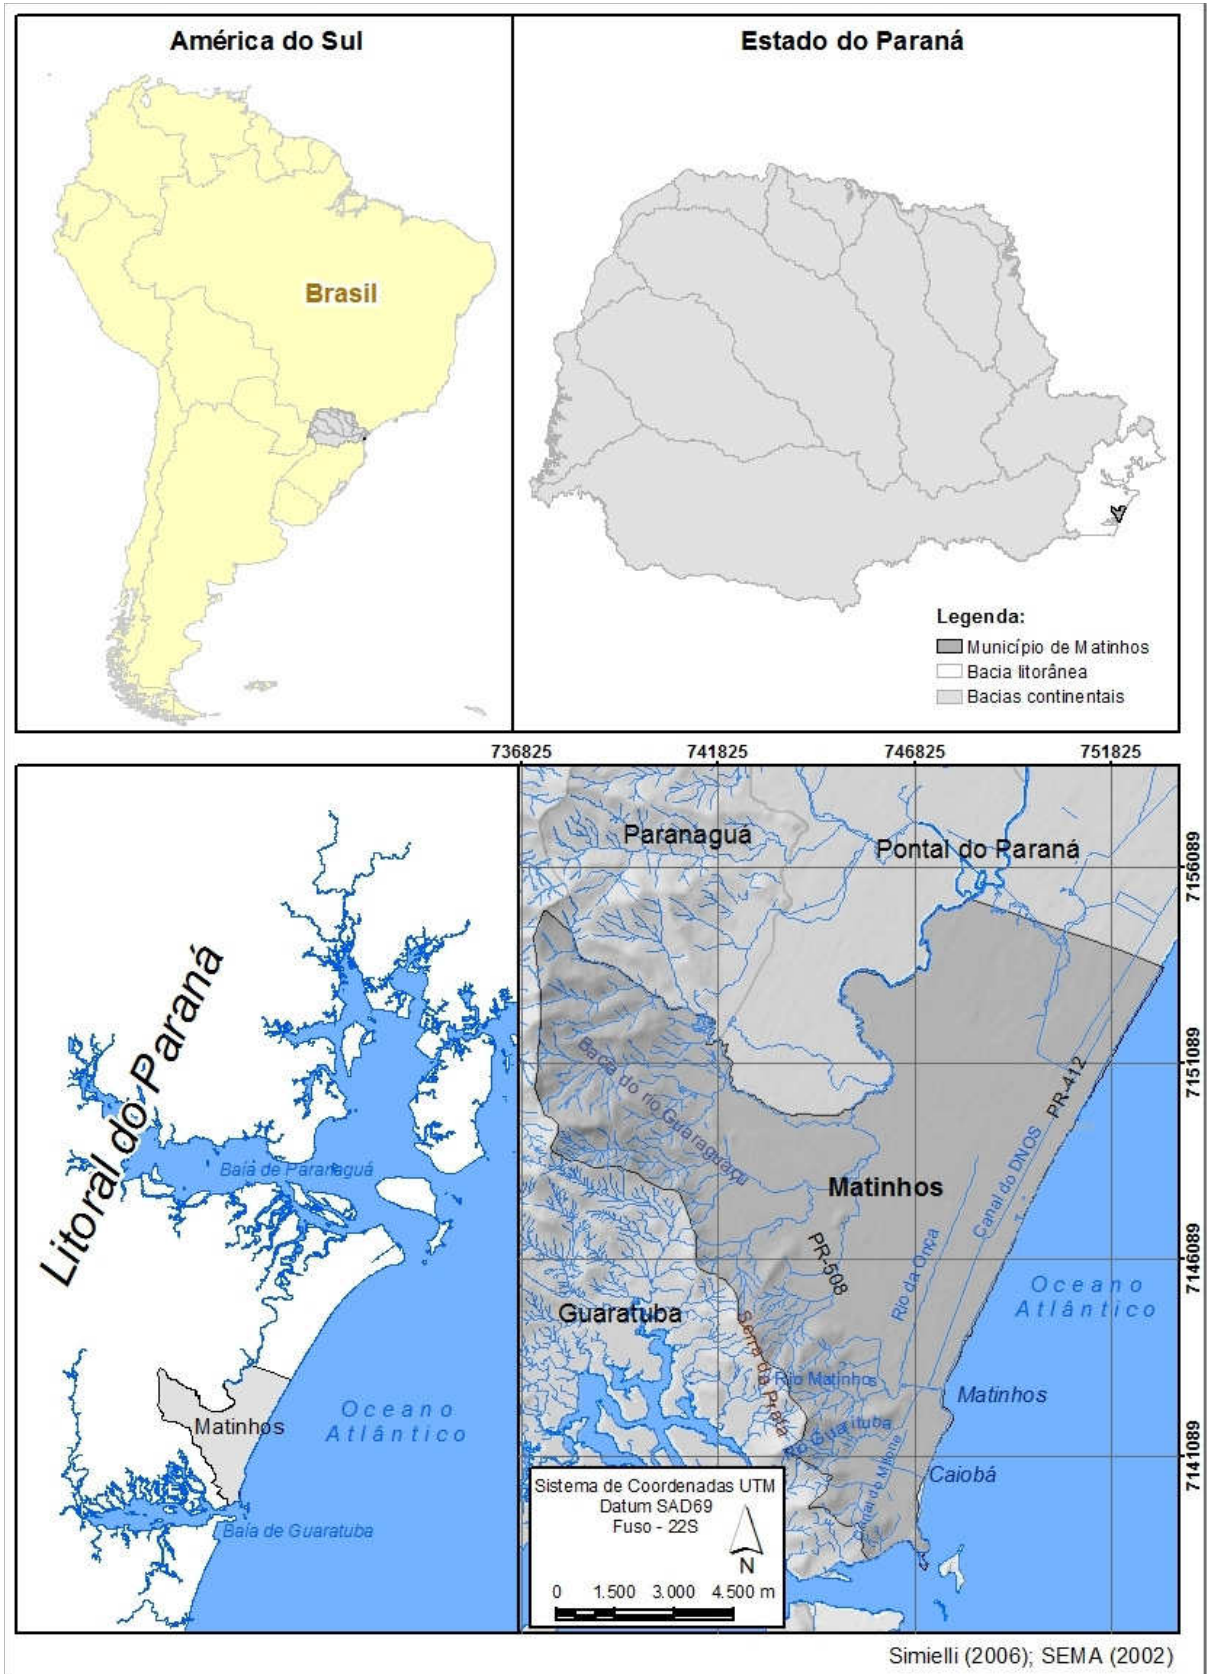 América do Sul
Estado do Paraná
Brasil
Legenda:
Município de Matinhos
Bacia litorânea
Bacias continentais
736825
741825
746825
751825
Litoral do Paraná
Baía de Paranaguá
Matinhos
Oceano
Atlântico
Baía de Guaratuba
Paranaguá
Pontal do Paraná
7156089
7151089
7146089
7141089
Bacia do rio Guaraguaçu
PR-412
Canal do DNOS
Matinhos
PR-508
Rio da Onça
Oceano
Atlântico
Guaratuba
Serra da Prata
Rio Matinhos
Matinhos
Rio Guarituba
Caiobá
Canal do Milome
Sistema de Coordenadas UTM
Datum SAD69
Fuso - 22S
N
0 1.500 3.000 4.500 m
Simielli (2006); SEMA (2002)